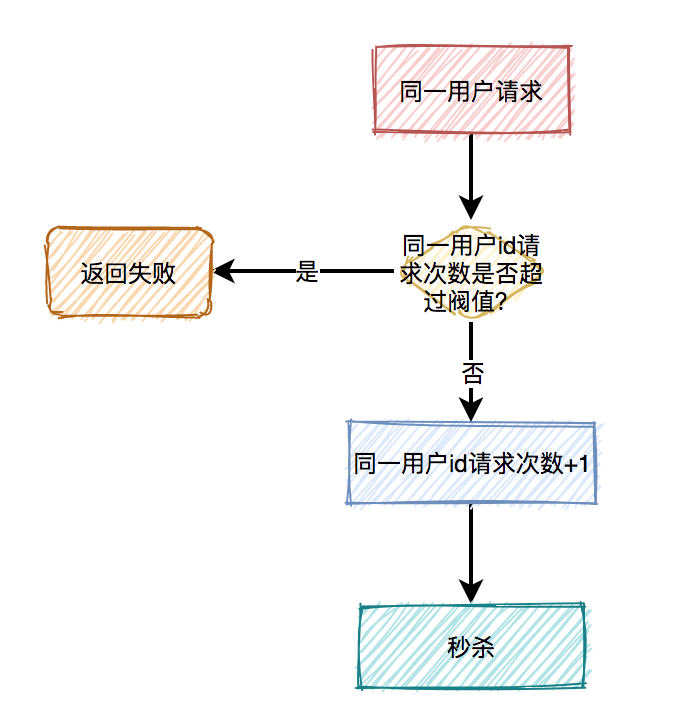 同一用户请求
同一用户id请
求次数是否超
过阀值?
是
返回失败
否
同一用户id请求次数+1
秒杀